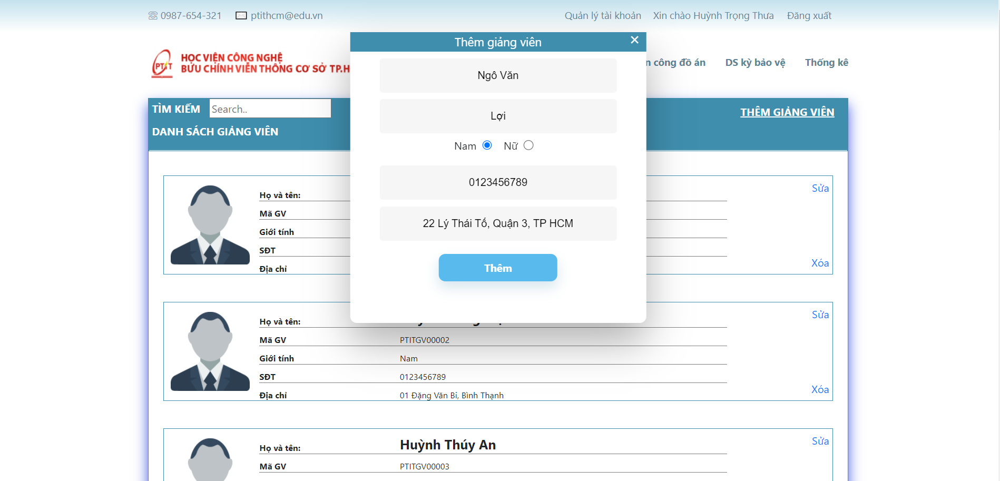 0987-654-321 ptithcm@edu.vn Quản lý tài khoản Xin chào Huỳnh Trọng Thưa Đăng xuất
Thêm giảng viên ✕
HỌC VIỆN CÔNG NGHỆ
BƯU CHÍNH VIỄN THÔNG CƠ SỞ TP.H
PTIT
công đồ án DS kỳ bảo vệ Thống kê
Ngô Văn
Lợi
Nam Nữ
0123456789
22 Lý Thái Tổ, Quận 3, TP HCM
Thêm
TÌM KIẾM Search.. THÊM GIẢNG VIÊN
DANH SÁCH GIẢNG VIÊN
Sửa
Họ và tên:
Mã GV
Giới tính
SĐT
Xóa
Địa chỉ
Sửa
Họ và tên:
Mã GV PTITGV00002
Giới tính Nam
SĐT 0123456789
Xóa
Địa chỉ 01 Đặng Văn Bi, Bình Thạnh
Sửa
Họ và tên: Huỳnh Thúy An
Mã GV PTITGV00003